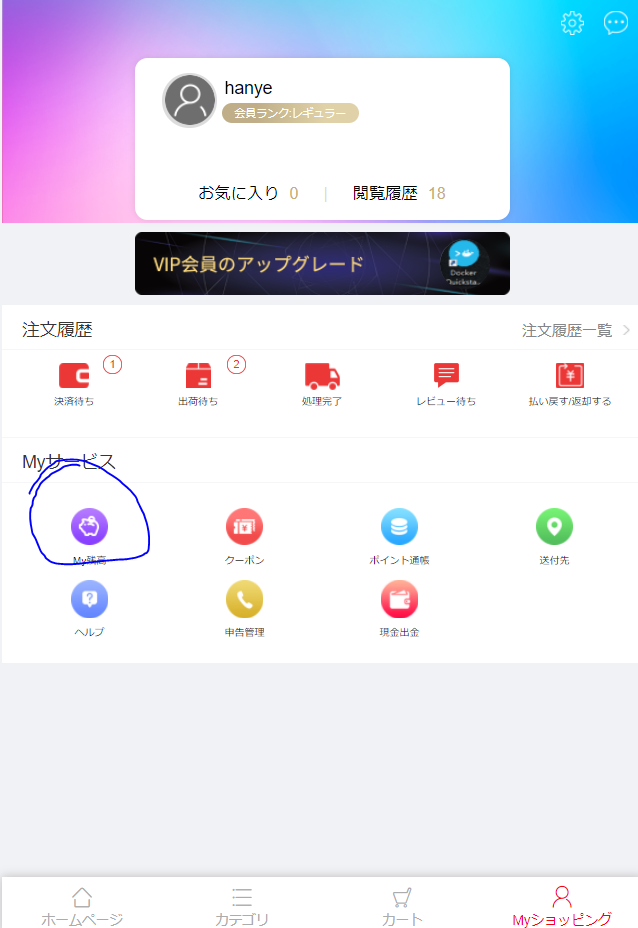 hanye
会員ランク:レギュラー
お気に入り 0 | 閲覧履歴 18
VIP会員のアップグレード
Docker
Quicksta..
注文履歴 注文履歴一覧
1 2
決済待ち 出荷待ち 処理完了 レビュー待ち 払い戻す/返却する
Myサービス
My残高 クーポン ポイント通帳 送付先
ヘルプ 申告管理 現金出金
ホームページ カテゴリ カート Myショッピング